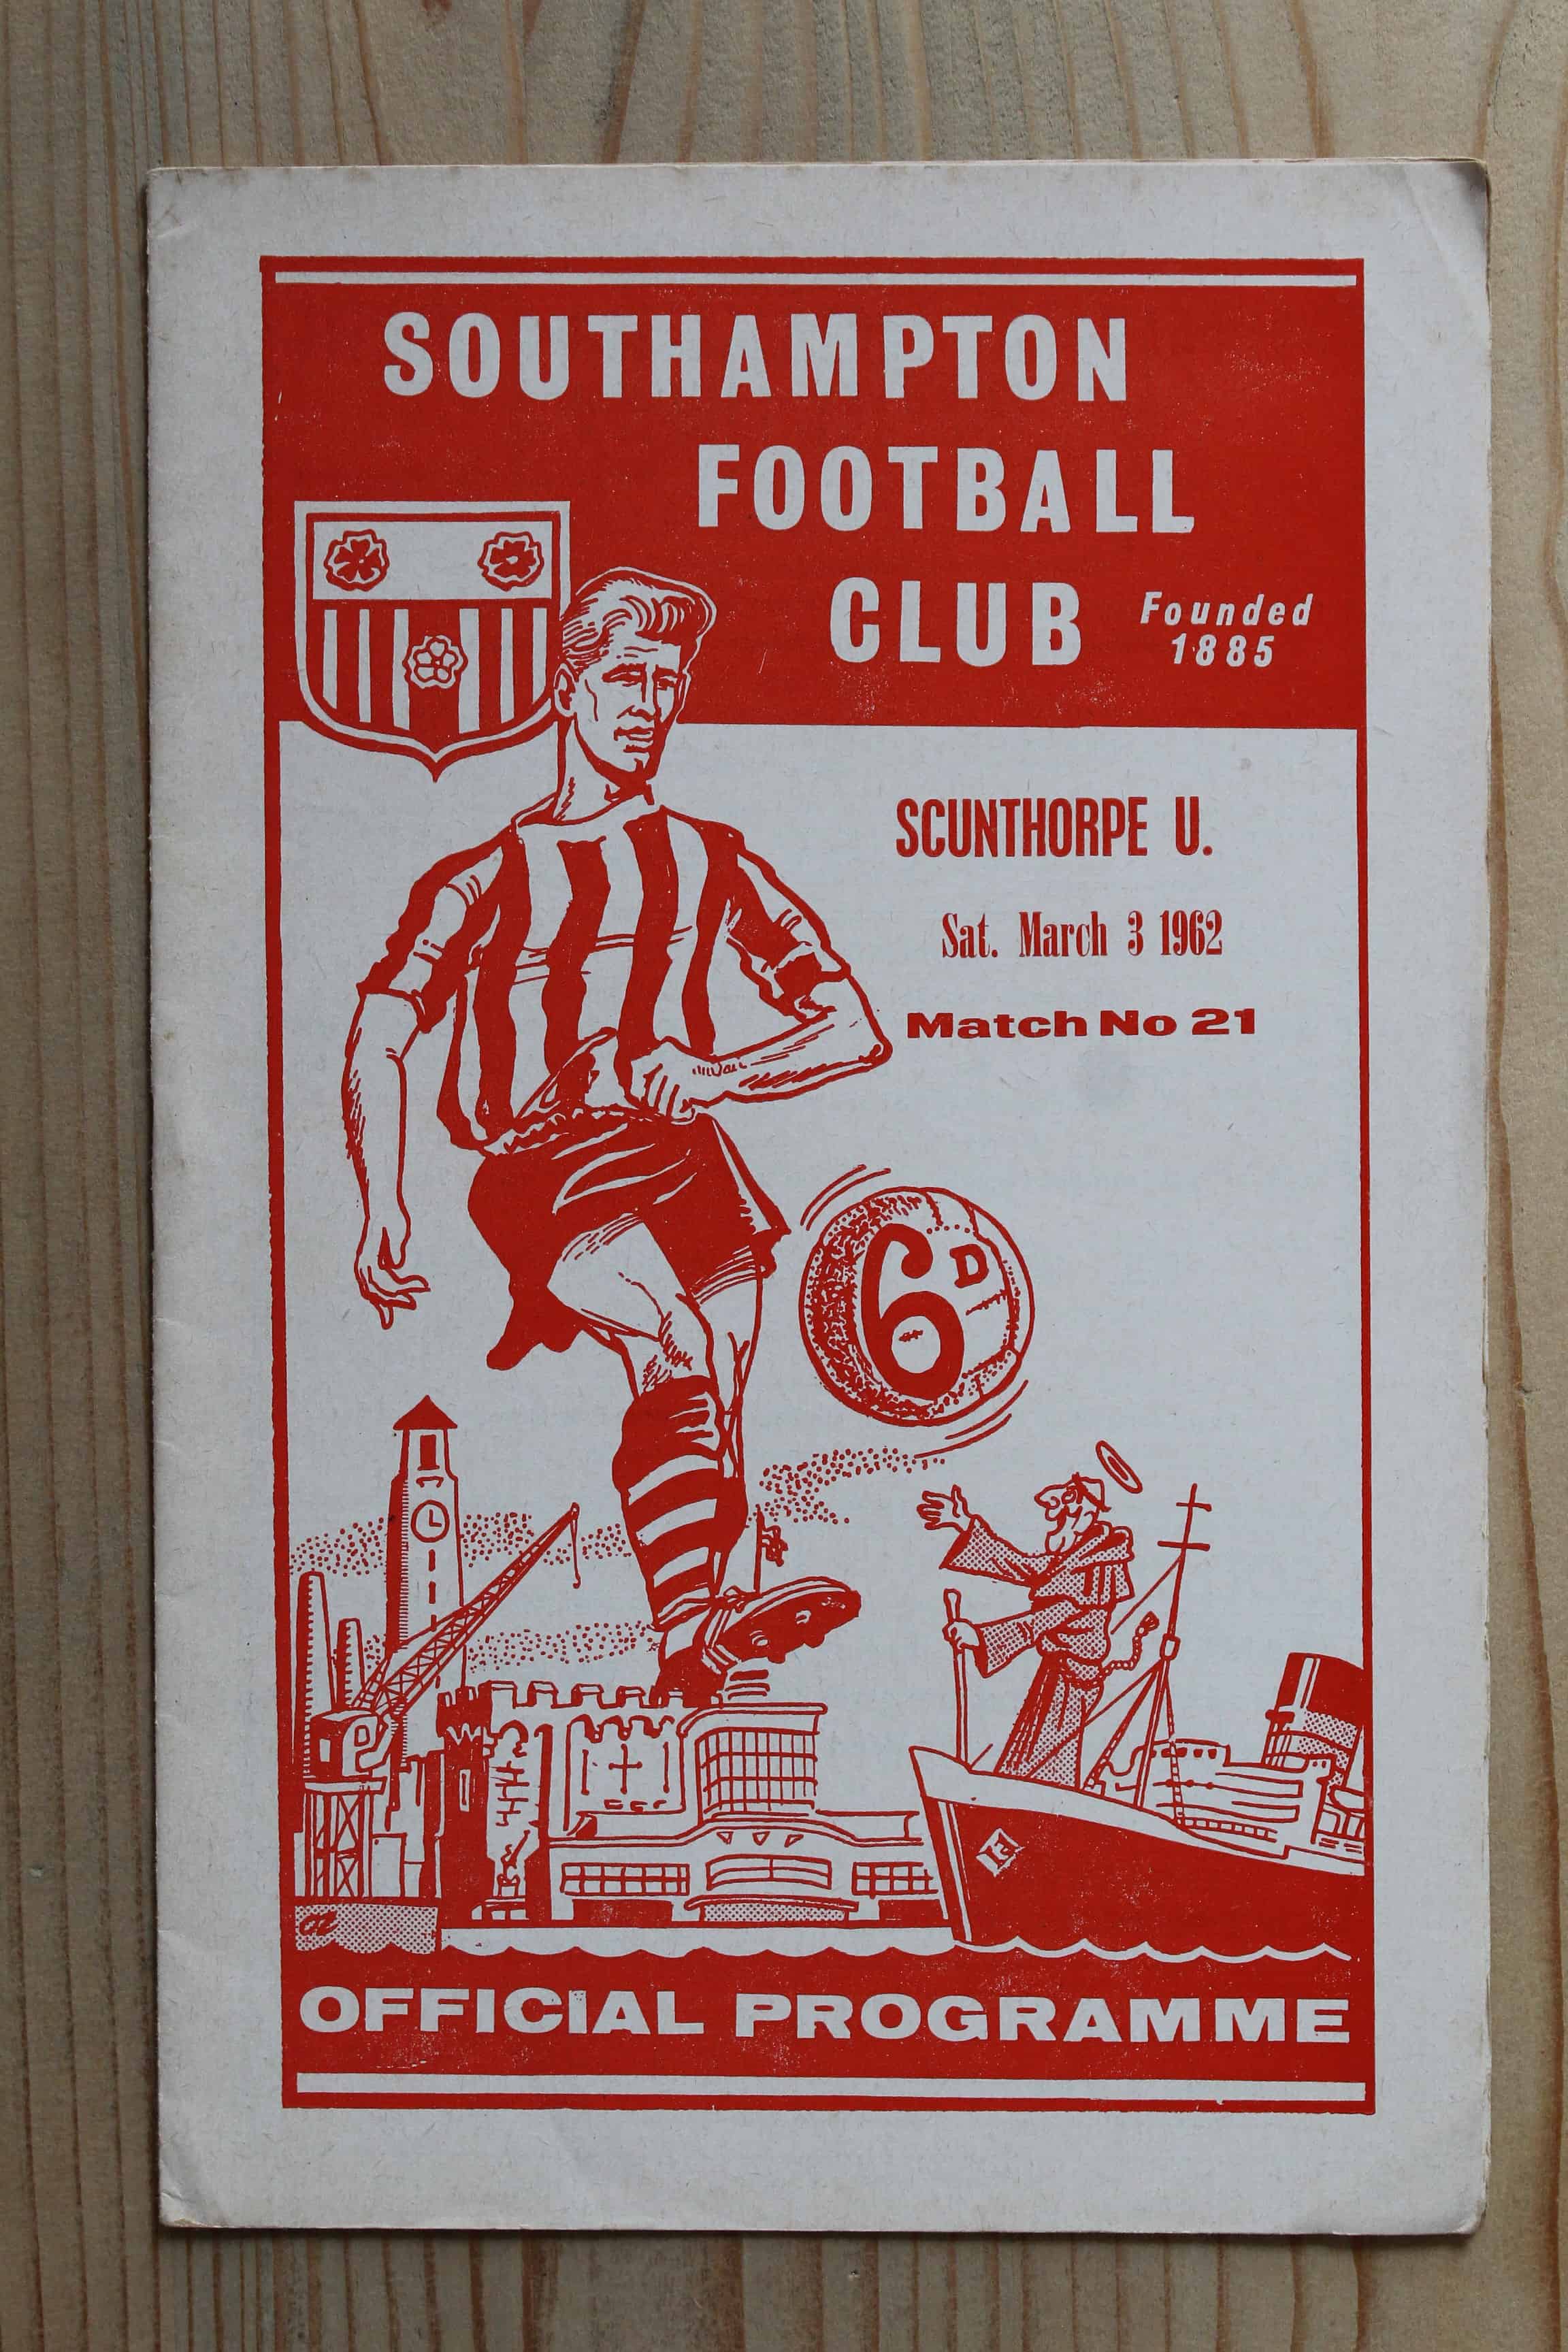 SOUTHAMPTON
FOOTBALL
CLUB
Founded
1885
SCUNTHORPE U.
Sat. March 3 1962
Match No 21
6D
OFFICIAL PROGRAMME